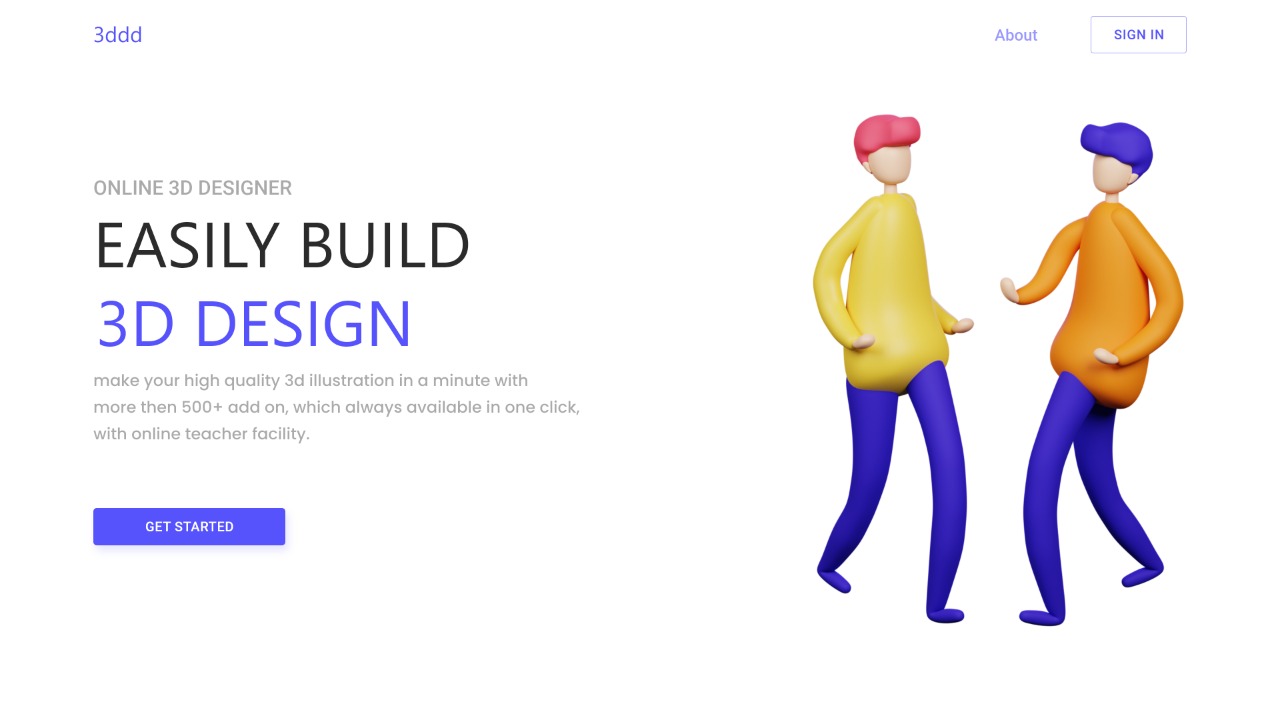 3ddd
About
SIGN IN
ONLINE 3D DESIGNER
EASILY BUILD
3D DESIGN
make your high quality 3d illustration in a minute with
more then 500+ add on, which always available in one click,
with online teacher facility.
GET STARTED